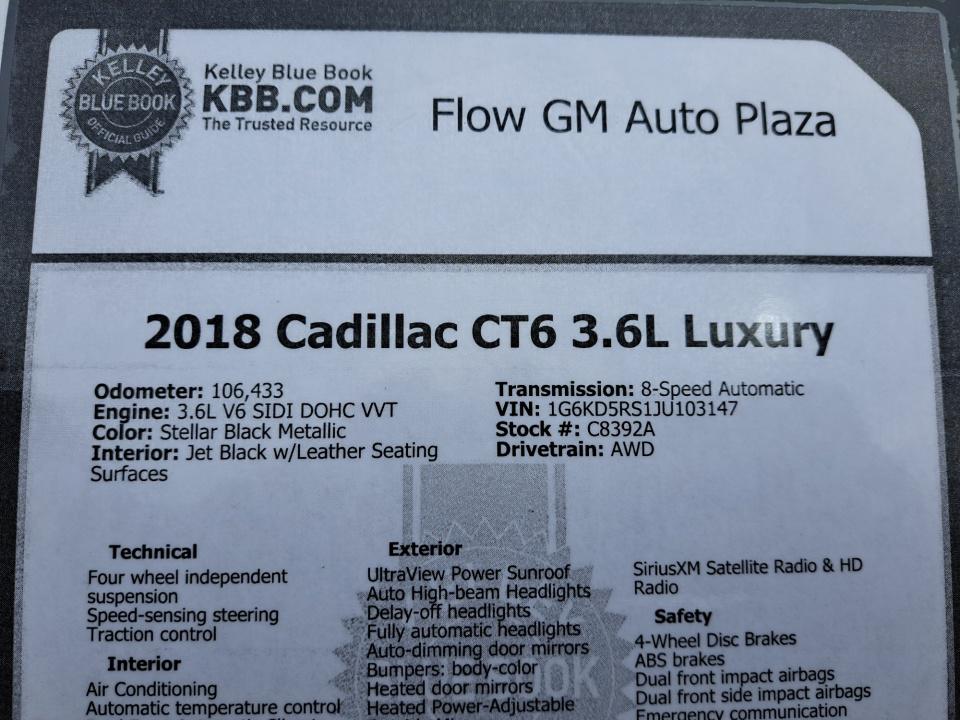 KELLEY
BLUE BOOK
OFFICIAL GUIDE
Kelley Blue Book
KBB.COM
The Trusted Resource
Flow GM Auto Plaza
2018 Cadillac CT6 3.6L Luxury
Odometer: 106,433
Engine: 3.6L V6 SIDI DOHC VVT
Color: Stellar Black Metallic
Interior: Jet Black w/Leather Seating
Surfaces
Transmission: 8-Speed Automatic
VIN: 1G6KD5RS1JU103147
Stock #: C8392A
Drivetrain: AWD
Technical
Four wheel independent
suspension
Speed-sensing steering
Traction control
Interior
Air Conditioning
Automatic temperature control
Exterior
UltraView Power Sunroof
Auto High-beam Headlights
Delay-off headlights
Fully automatic headlights
Auto-dimming door mirrors
Bumpers: body-color
Heated door mirrors
Heated Power-Adjustable
SiriusXM Satellite Radio & HD
Radio
Safety
4-Wheel Disc Brakes
ABS brakes
Dual front impact airbags
Dual front side impact airbags
Emergency communication